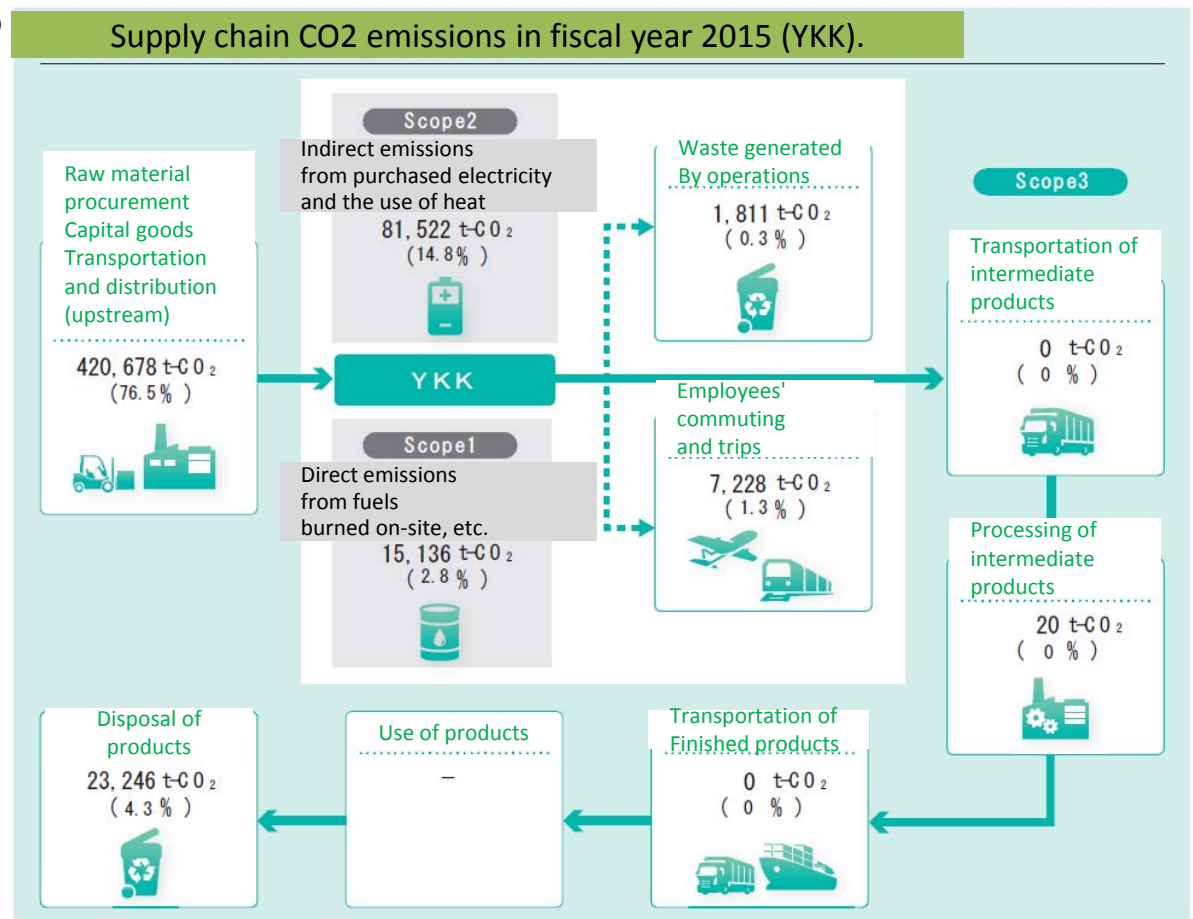 Supply chain CO2 emissions in fiscal year 2015 (YKK).
Raw material
procurement
Capital goods
Transportation
and distribution
(upstream)
420,678 t-CO2
(76.5%)
Scope2
Indirect emissions
from purchased electricity
and the use of heat
81,522 t-CO2
(14.8%)
YKK
Scope1
Direct emissions
from fuels
burned on-site, etc.
15,136 t-CO2
(2.8%)
Waste generated
By operations
1,811 t-CO2
(0.3%)
Employees'
commuting
and trips
7,228 t-CO2
(1.3%)
Scope3
Transportation of
intermediate
products
0 t-CO2
(0%)
Processing of
intermediate
products
20 t-CO2
(0%)
Transportation of
Finished products
0 t-CO2
(0%)
Use of products
–
Disposal of
products
23,246 t-CO2
(4.3%)